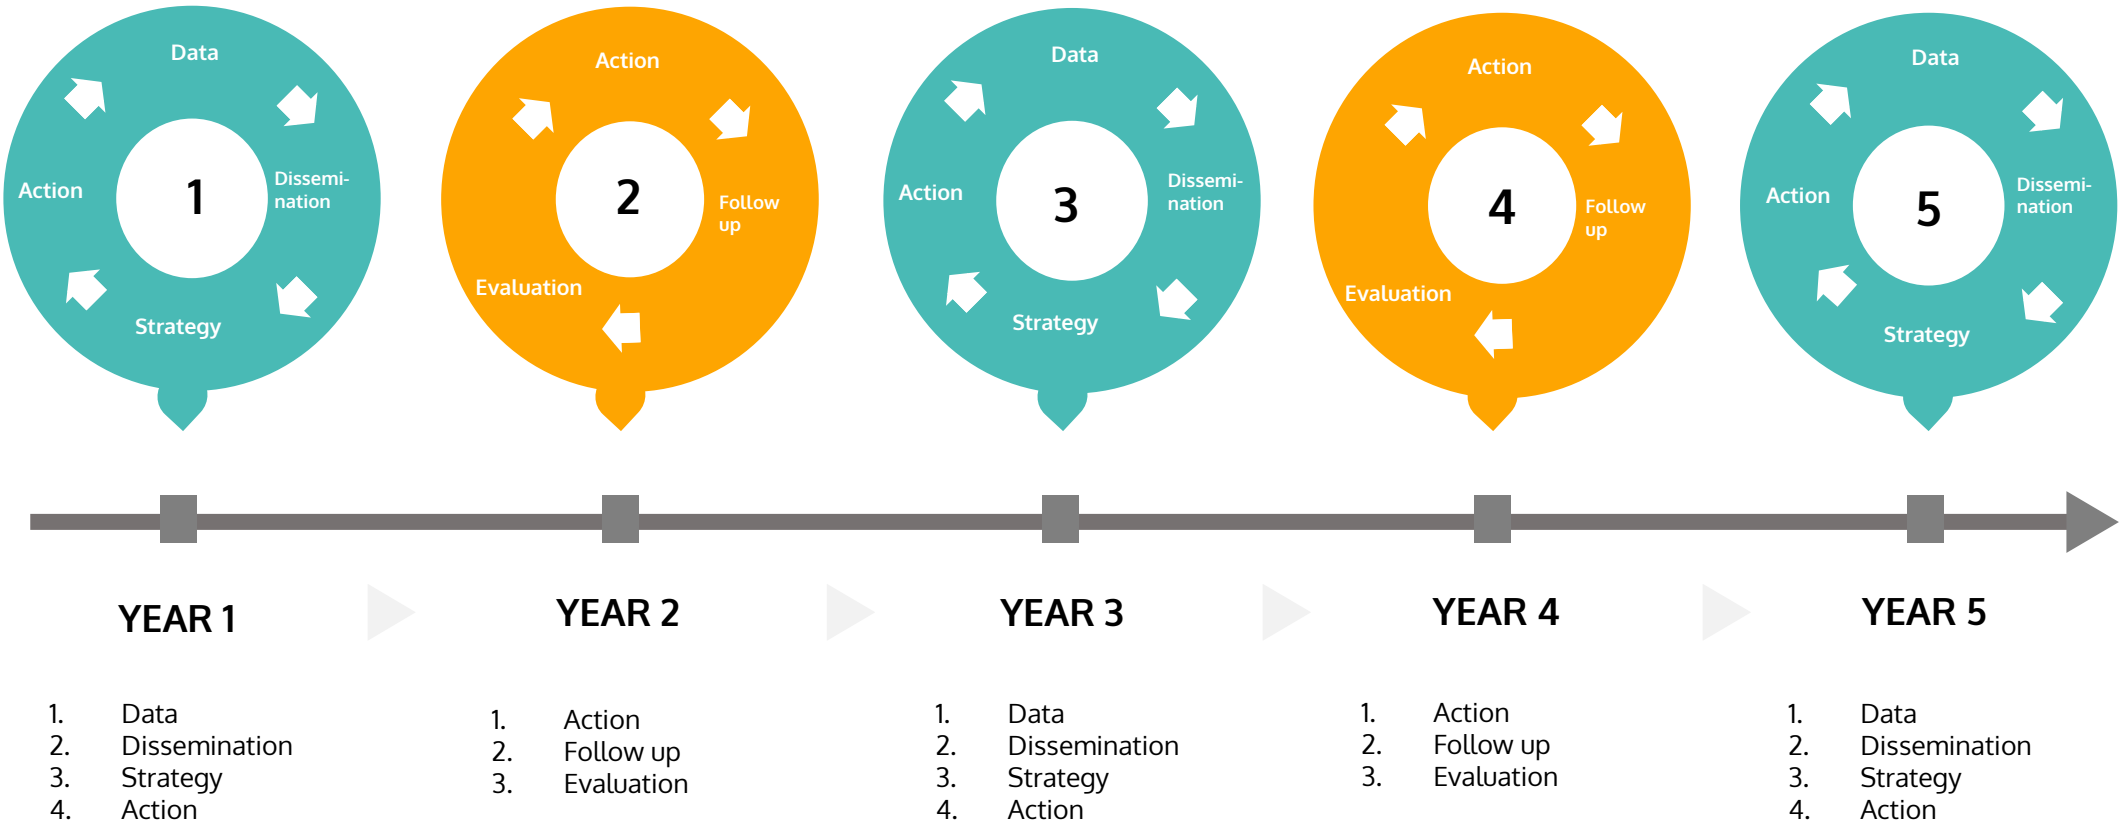 Data
Dissemi-
nation
Strategy
Action
1
Action
Follow
up
Evaluation
2
Data
Dissemi-
nation
Strategy
Action
3
Action
Follow
up
Evaluation
4
Data
Dissemi-
nation
Strategy
Action
5
YEAR 1
1. Data
2. Dissemination
3. Strategy
4. Action
YEAR 2
1. Action
2. Follow up
3. Evaluation
YEAR 3
1. Data
2. Dissemination
3. Strategy
4. Action
YEAR 4
1. Action
2. Follow up
3. Evaluation
YEAR 5
1. Data
2. Dissemination
3. Strategy
4. Action